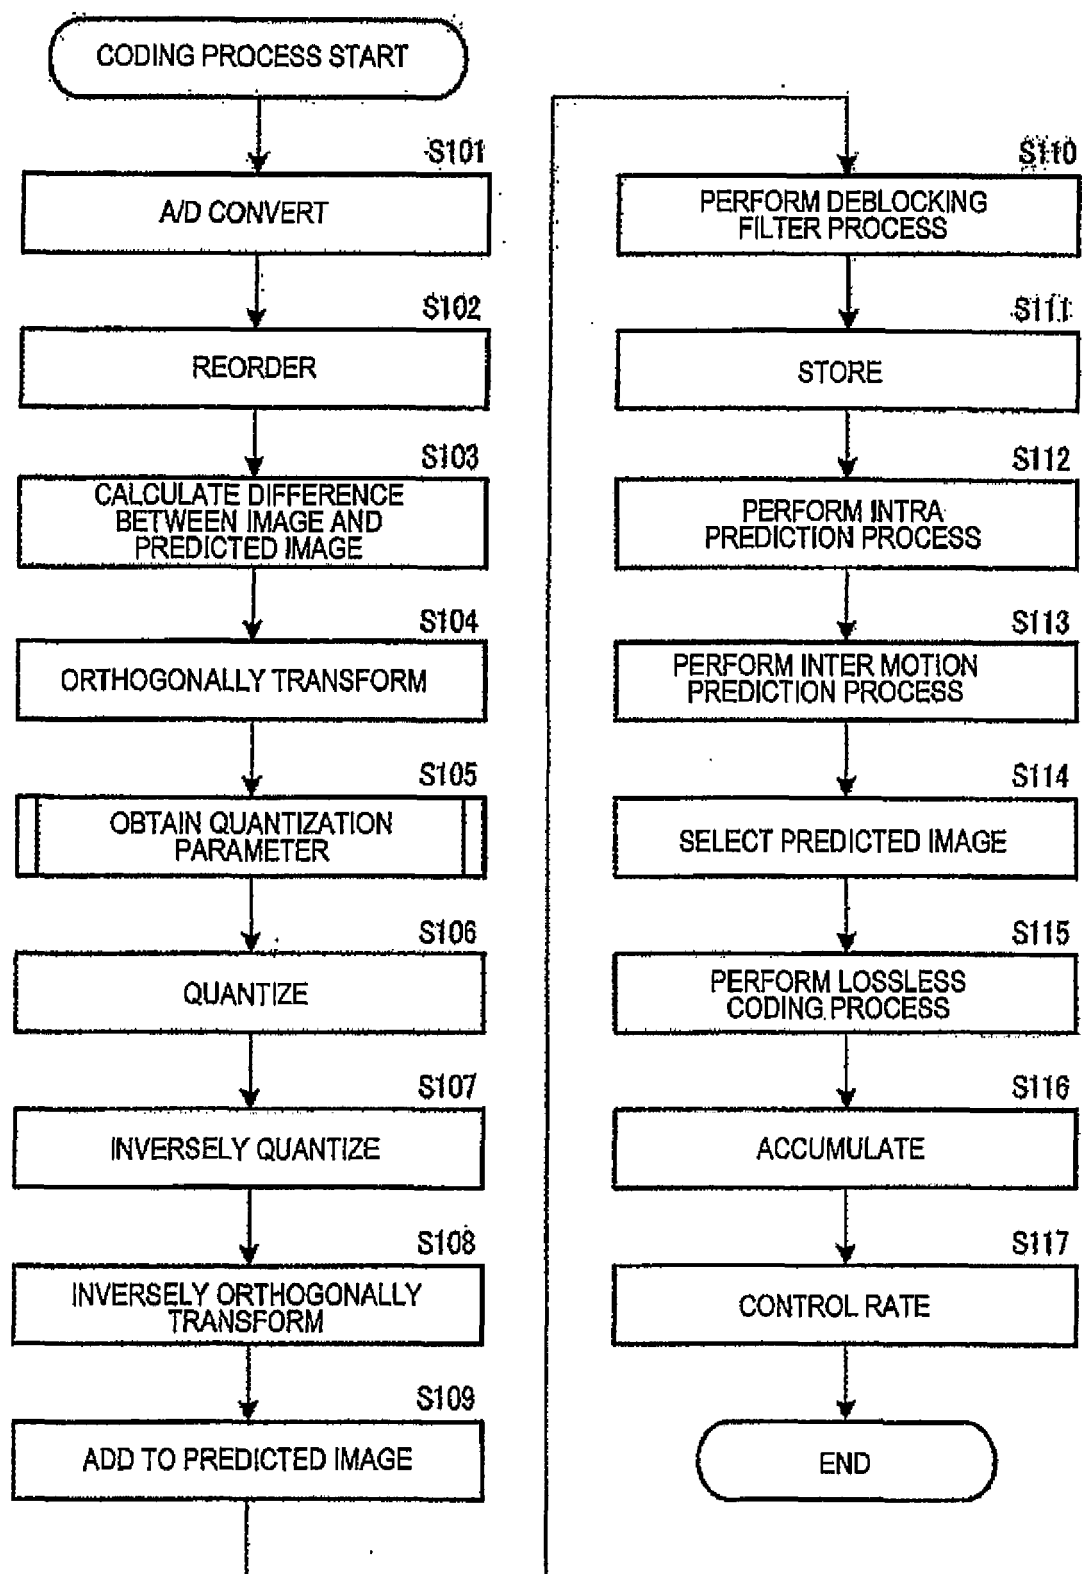 CODING PROCESS START
S101
A/D CONVERT
S102
REORDER
S103
CALCULATE DIFFERENCE
BETWEEN IMAGE AND
PREDICTED IMAGE
S104
ORTHOGONALLY TRANSFORM
S105
OBTAIN QUANTIZATION
PARAMETER
S106
QUANTIZE
S107
INVERSELY QUANTIZE
S108
INVERSELY ORTHOGONALLY
TRANSFORM
S109
ADD TO PREDICTED IMAGE
S110
PERFORM DEBLOCKING
FILTER PROCESS
S111
STORE
S112
PERFORM INTRA
PREDICTION PROCESS
S113
PERFORM INTER MOTION
PREDICTION PROCESS
S114
SELECT PREDICTED IMAGE
S115
PERFORM LOSSLESS
CODING PROCESS
S116
ACCUMULATE
S117
CONTROL RATE
END